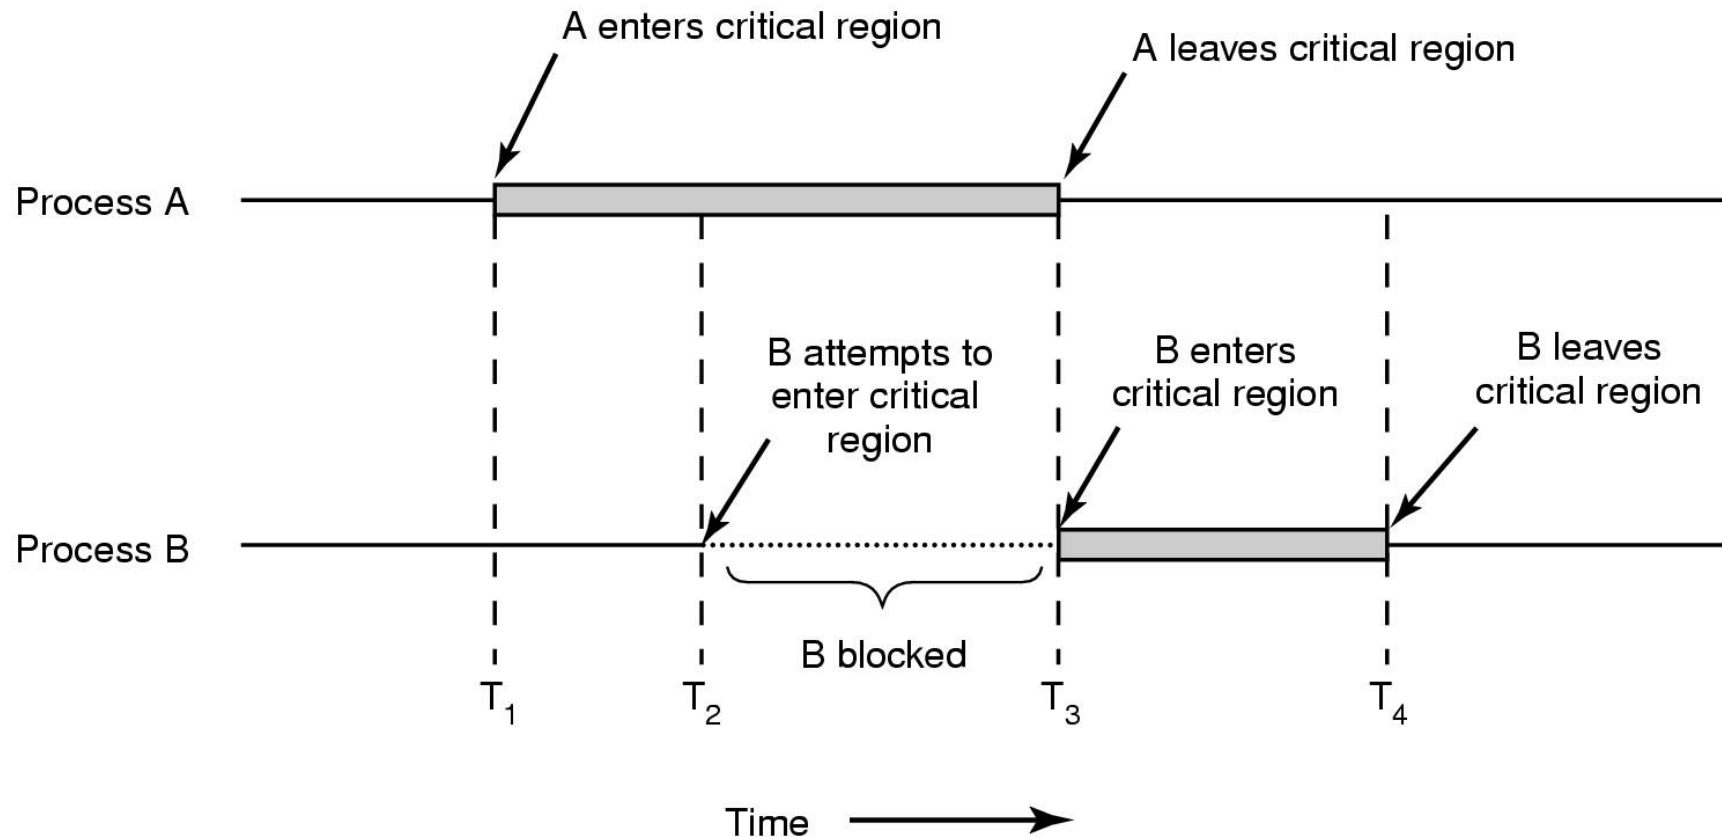 A enters critical region
A leaves critical region
Process A
B attempts to
enter critical
region
B enters
critical region
B leaves
critical region
Process B
B blocked
T1
T2
T3
T4
Time